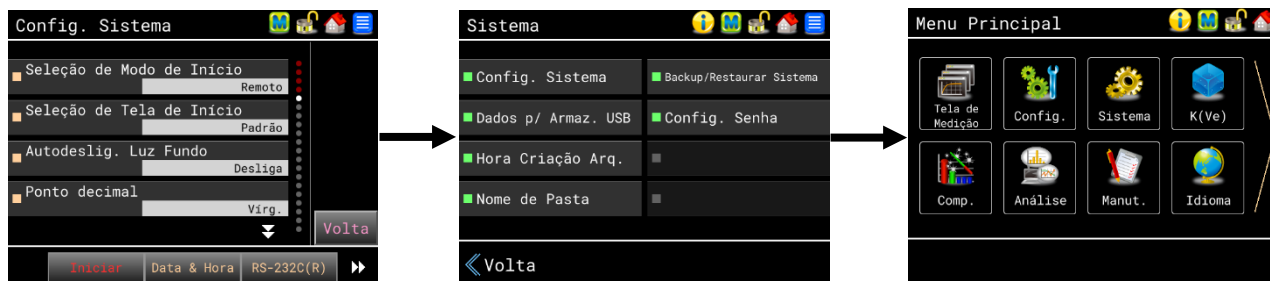 Config. Sistema
M
Seleção de Modo de Início
Remoto
Seleção de Tela de Início
Padrão
Autodeslig. Luz Fundo
Desliga
Ponto decimal
Vírg.
Volta
Iniciar
Data & Hora
RS-232C(R)
Sistema
i
M
Config. Sistema
Backup/Restaurar Sistema
Dados p/ Armaz. USB
Config. Senha
Hora Criação Arq.
Nome de Pasta
Volta
Menu Principal
i
M
Tela de
Medição
Config.
Sistema
K(Ve)
Comp.
Análise
Manut.
Idioma